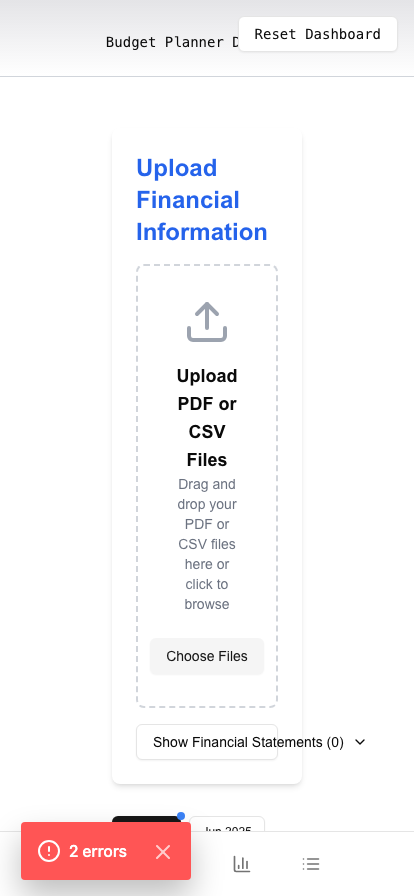 Budget Planner D
Reset Dashboard
Upload
Financial
Information
Upload
PDF or
CSV
Files
Drag and
drop your
PDF or
CSV files
here or
click to
browse
Choose Files
Show Financial Statements (0)
Jun 2025
2 errors